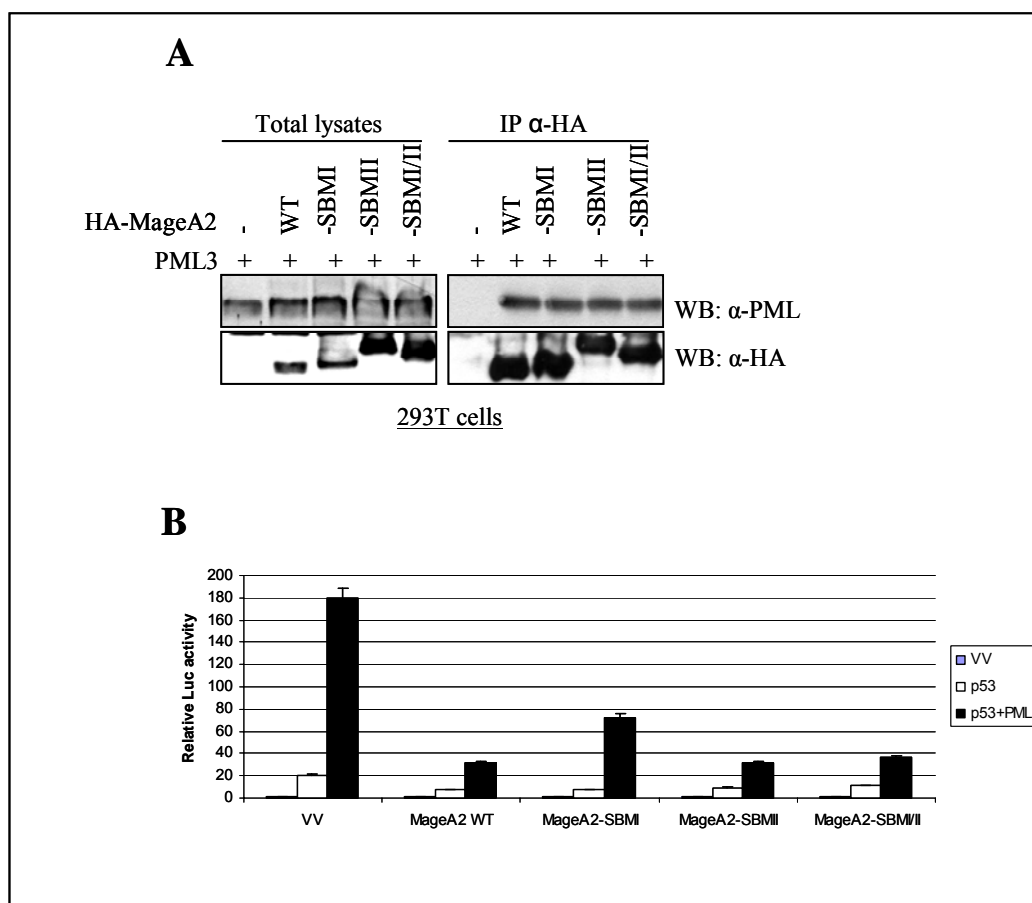 A
Total lysates
IP α-HA
HA-MageA2
-
WT
-SBMI
-SBMII
-SBMI/II
-
WT
-SBMI
-SBMII
-SBMI/II
PML3
+ + + + +
+ + + + +
WB: α-PML
WB: α-HA
293T cells
B
Relative Luc activity
200
180
160
140
120
100
80
60
40
20
0
VV
MageA2 WT
MageA2-SBMI
MageA2-SBMII
MageA2-SBMI/II
VV
p53
p53+PML